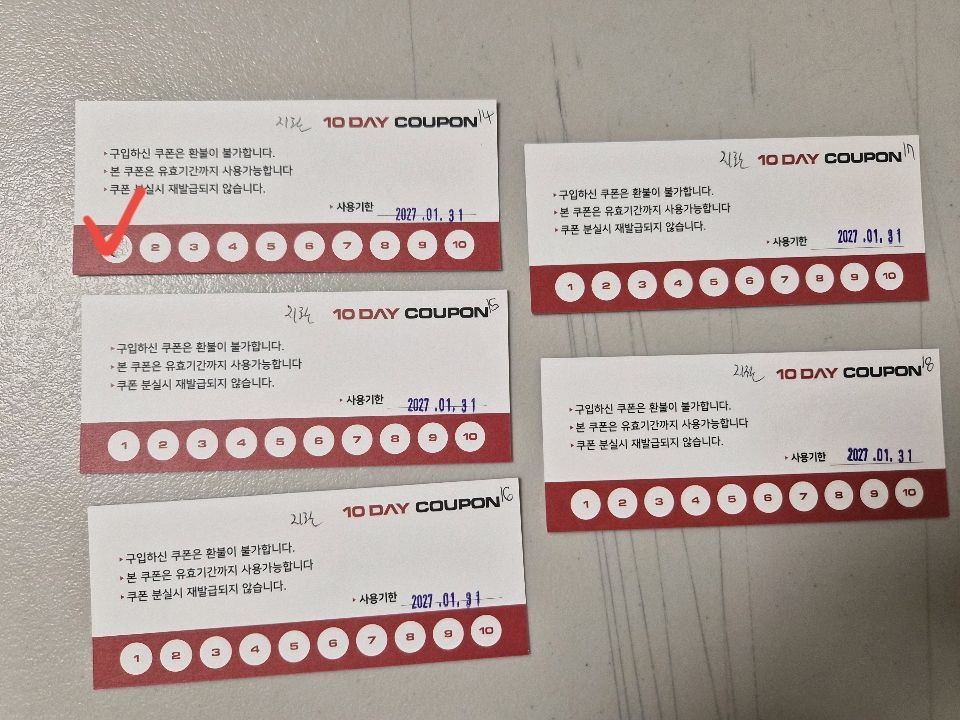 10 DAY COUPON 14
▸구입하신 쿠폰은 환불이 불가합니다.
▸본 쿠폰은 유효기간까지 사용가능합니다
▸쿠폰 분실시 재발급되지 않습니다.
▸사용기한 2027.01.31
2 3 4 5 6 7 8 9 10
10 DAY COUPON 15
▸구입하신 쿠폰은 환불이 불가합니다.
▸본 쿠폰은 유효기간까지 사용가능합니다
▸쿠폰 분실시 재발급되지 않습니다.
▸사용기한 2027.01.31
1 2 3 4 5 6 7 8 9 10
10 DAY COUPON 16
▸구입하신 쿠폰은 환불이 불가합니다.
▸본 쿠폰은 유효기간까지 사용가능합니다
▸쿠폰 분실시 재발급되지 않습니다.
▸사용기한 2027.01.31
1 2 3 4 5 6 7 8 9 10
10 DAY COUPON 17
▸구입하신 쿠폰은 환불이 불가합니다.
▸본 쿠폰은 유효기간까지 사용가능합니다
▸쿠폰 분실시 재발급되지 않습니다.
▸사용기한 2027.01.31
1 2 3 4 5 6 7 8 9 10
10 DAY COUPON 18
▸구입하신 쿠폰은 환불이 불가합니다.
▸본 쿠폰은 유효기간까지 사용가능합니다
▸쿠폰 분실시 재발급되지 않습니다.
▸사용기한 2027.01.31
1 2 3 4 5 6 7 8 9 10